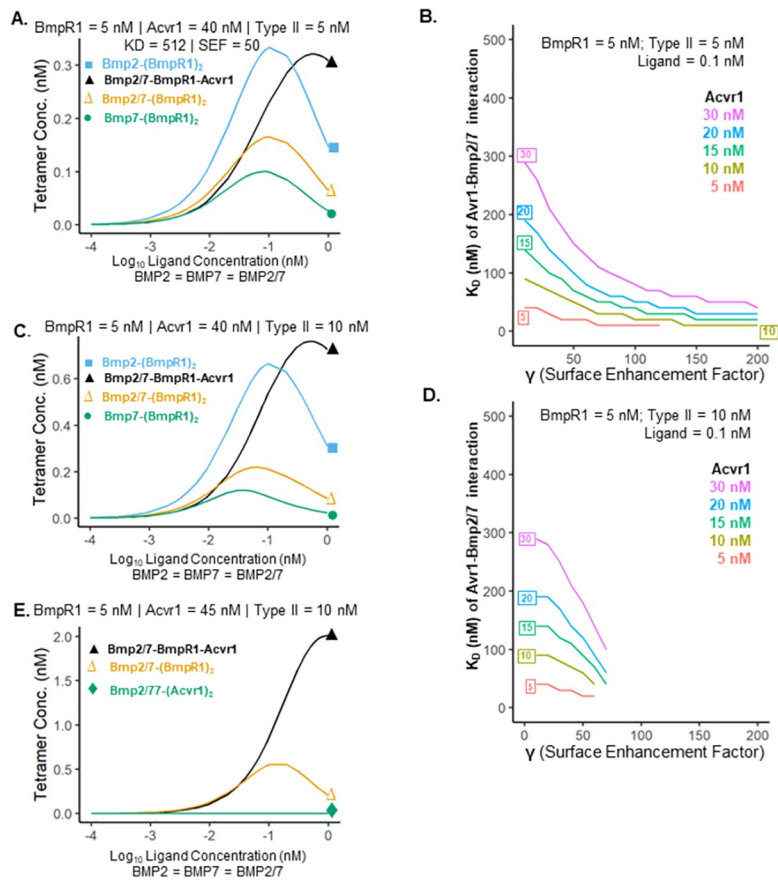 A.
BmpR1 = 5 nM | Acvr1 = 40 nM | Type II = 5 nM
KD = 512 | SEF = 50
Bmp2-(BmpR1)₂
Bmp2/7-BmpR1-Acvr1
Bmp2/7-(BmpR1)₂
Bmp7-(BmpR1)₂
Tetramer Conc. (nM)
0.3
0.2
0.1
0.0
-4
-3
-2
-1
0
Log₁₀ Ligand Concentration (nM)
BMP2 = BMP7 = BMP2/7
B.
BmpR1 = 5 nM; Type II = 5 nM
Ligand = 0.1 nM
Acvr1
30 nM
20 nM
15 nM
10 nM
5 nM
K_D (nM) of Avr1-Bmp2/7
interaction
500
400
300
200
100
0
30
20
15
5
10
50
100
150
200
γ (Surface Enhancement Factor)
C.
BmpR1 = 5 nM | Acvr1 = 40 nM | Type II = 10 nM
Bmp2-(BmpR1)₂
Bmp2/7-BmpR1-Acvr1
Bmp2/7-(BmpR1)₂
Bmp7-(BmpR1)₂
Tetramer Conc. (nM)
0.6
0.4
0.2
0.0
-4
-3
-2
-1
0
Log₁₀ Ligand Concentration (nM)
BMP2 = BMP7 = BMP2/7
D.
BmpR1 = 5 nM; Type II = 10 nM
Ligand = 0.1 nM
Acvr1
30 nM
20 nM
15 nM
10 nM
5 nM
K_D (nM) of Avr1-Bmp2/7
interaction
500
400
300
200
100
0
30
20
15
10
5
0
50
100
150
200
γ (Surface Enhancement Factor)
E.
BmpR1 = 5 nM | Acvr1 = 45 nM | Type II = 10 nM
Bmp2/7-BmpR1-Acvr1
Bmp2/7-(BmpR1)₂
Bmp2/77-(Acvr1)₂
Tetramer Conc. (nM)
2.0
1.5
1.0
0.5
0.0
-4
-3
-2
-1
0
Log₁₀ Ligand Concentration (nM)
BMP2 = BMP7 = BMP2/7